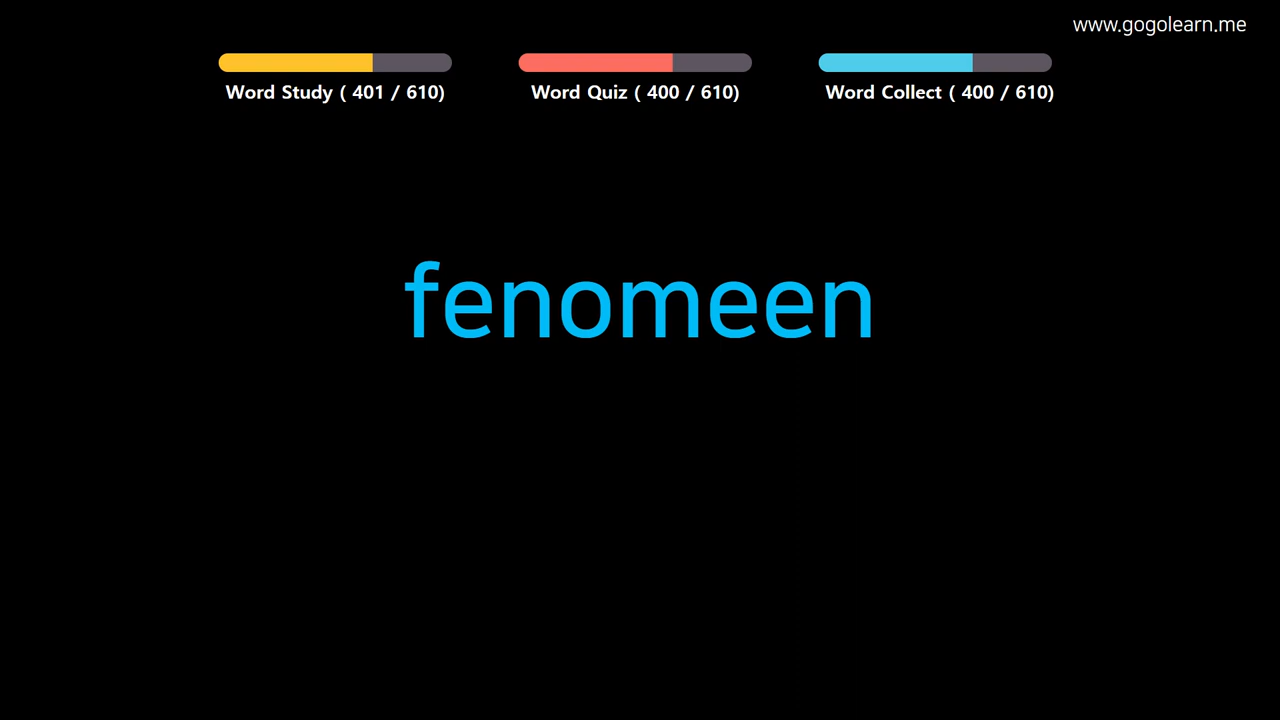 www.gogolearn.me
Word Study ( 401 / 610)
Word Quiz ( 400 / 610)
Word Collect ( 400 / 610)
fenomeen